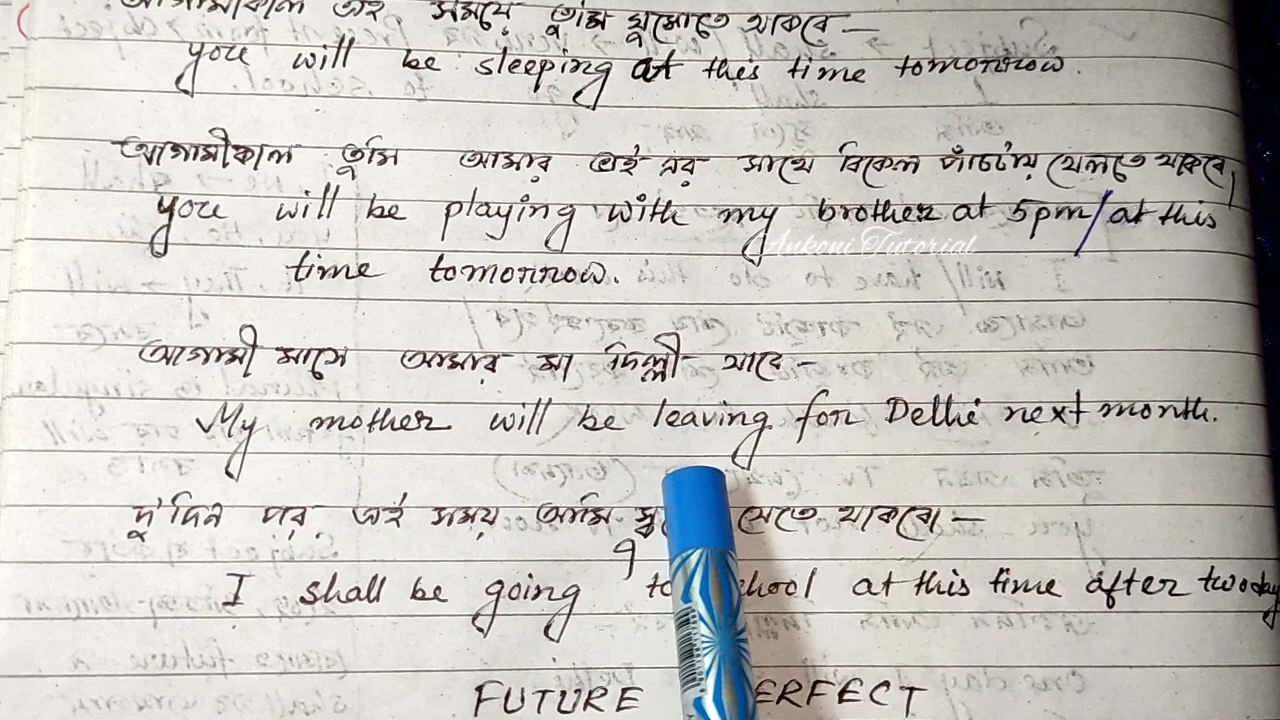 আগামীকাল এই সময়ে তুমি ঘুমোতে থাকবে —
you will be sleeping at this time tomorrow.
আগামীকাল তুমি আমার ভাই এর সাথে বিকেল পাঁচটায় খেলতে থাকবে,
you will be playing with my brother at 5pm/at this
Ankoni Tutorial
time tomorrow.
আগামী মাসে আমার মা দিল্লী যাবে –
My mother will be leaving for Delhi next month.
দু'দিন পর এই সময় আমি যেতে থাকবো —
I shall be going to at this time after two day
FUTURE